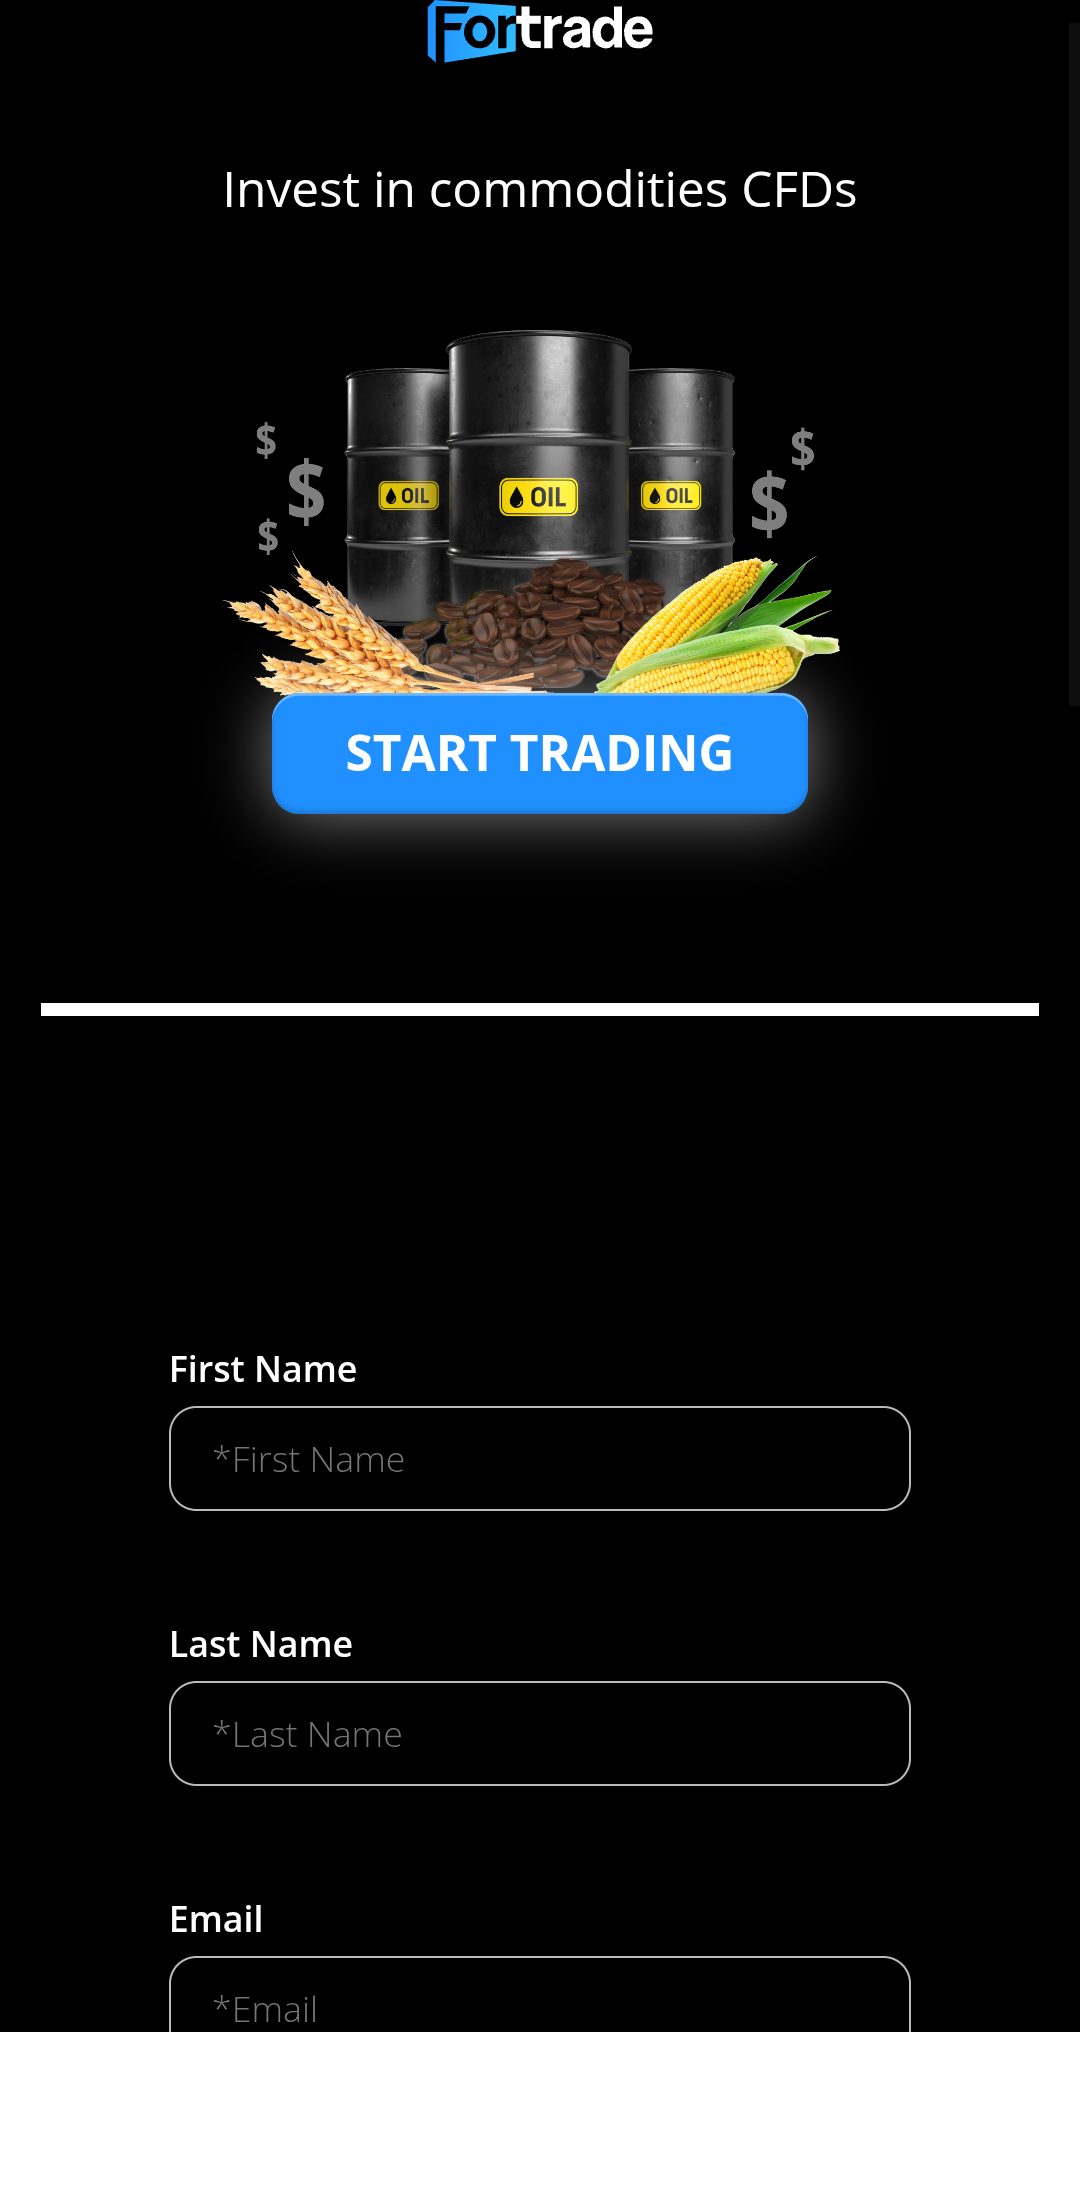 Fortrade
Invest in commodities CFDs
$
$
$
$
$
OIL
OIL
OIL
START TRADING
First Name
*First Name
Last Name
*Last Name
Email
*Email